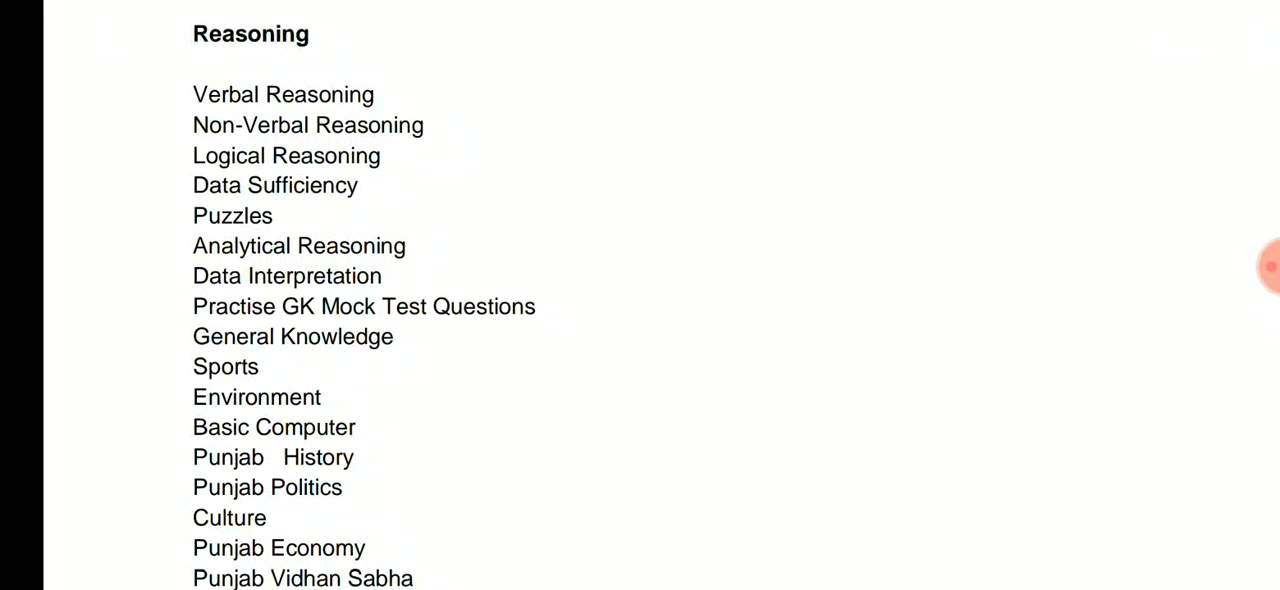 Reasoning
Verbal Reasoning
Non-Verbal Reasoning
Logical Reasoning
Data Sufficiency
Puzzles
Analytical Reasoning
Data Interpretation
Practise GK Mock Test Questions
General Knowledge
Sports
Environment
Basic Computer
Punjab   History
Punjab Politics
Culture
Punjab Economy
Punjab Vidhan Sabha